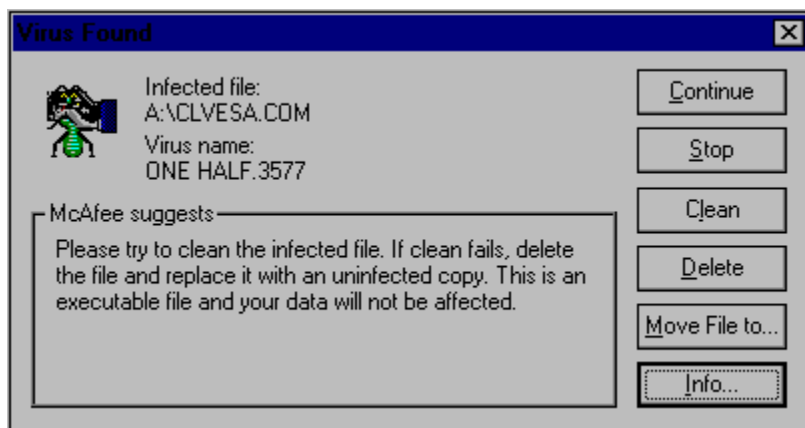 Virus Found
Infected file:
A:\CLVESA.COM
Virus name:
ONE HALF.3577
McAfee suggests
Please try to clean the infected file. If clean fails, delete
the file and replace it with an uninfected copy. This is an
executable file and your data will not be affected.
Continue
Stop
Clean
Delete
Move File to...
Info...